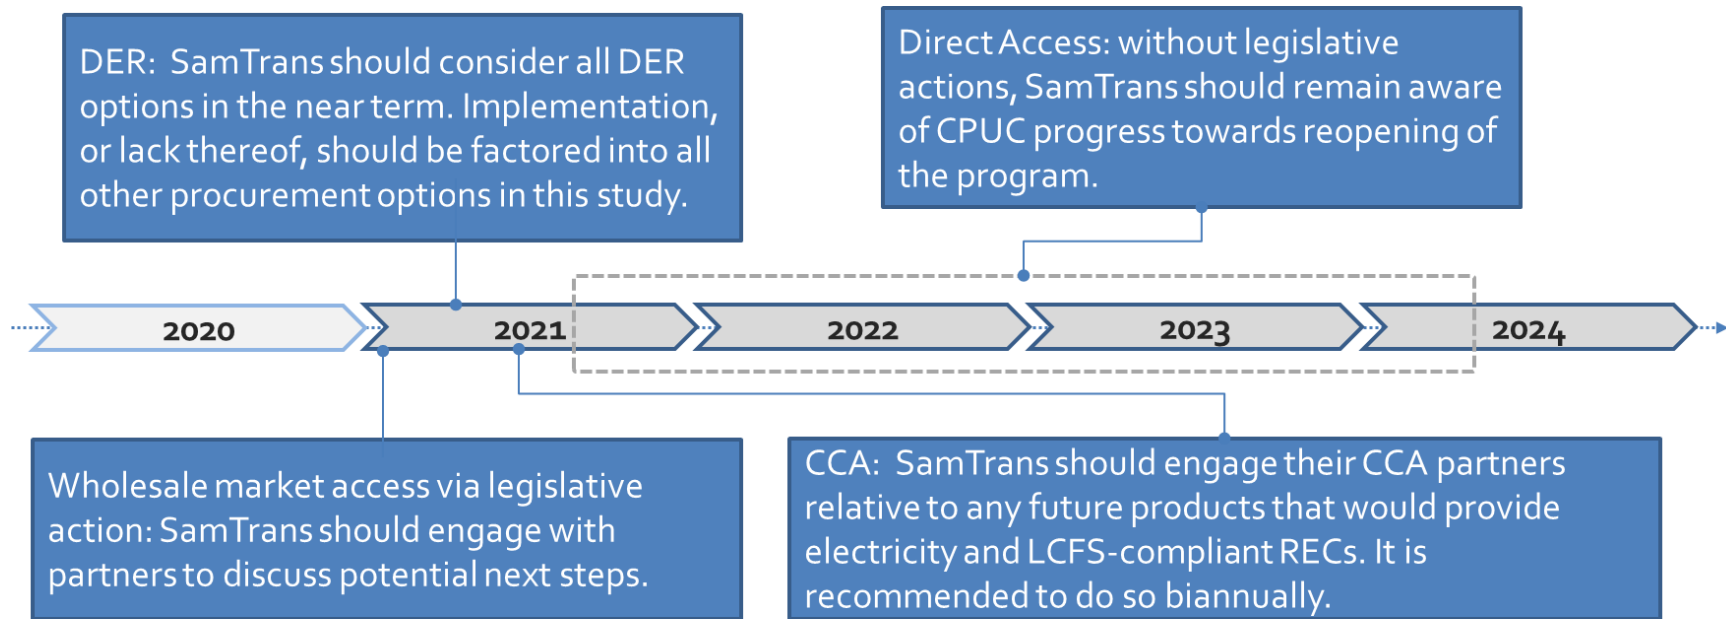 DER: SamTrans should consider all DER
options in the near term. Implementation,
or lack thereof, should be factored into all
other procurement options in this study.
Direct Access: without legislative
actions, SamTrans should remain aware
of CPUC progress towards reopening of
the program.
2020
2021
2022
2023
2024
Wholesale market access via legislative
action: SamTrans should engage with
partners to discuss potential next steps.
CCA: SamTrans should engage their CCA partners
relative to any future products that would provide
electricity and LCFS-compliant RECs. It is
recommended to do so biannually.